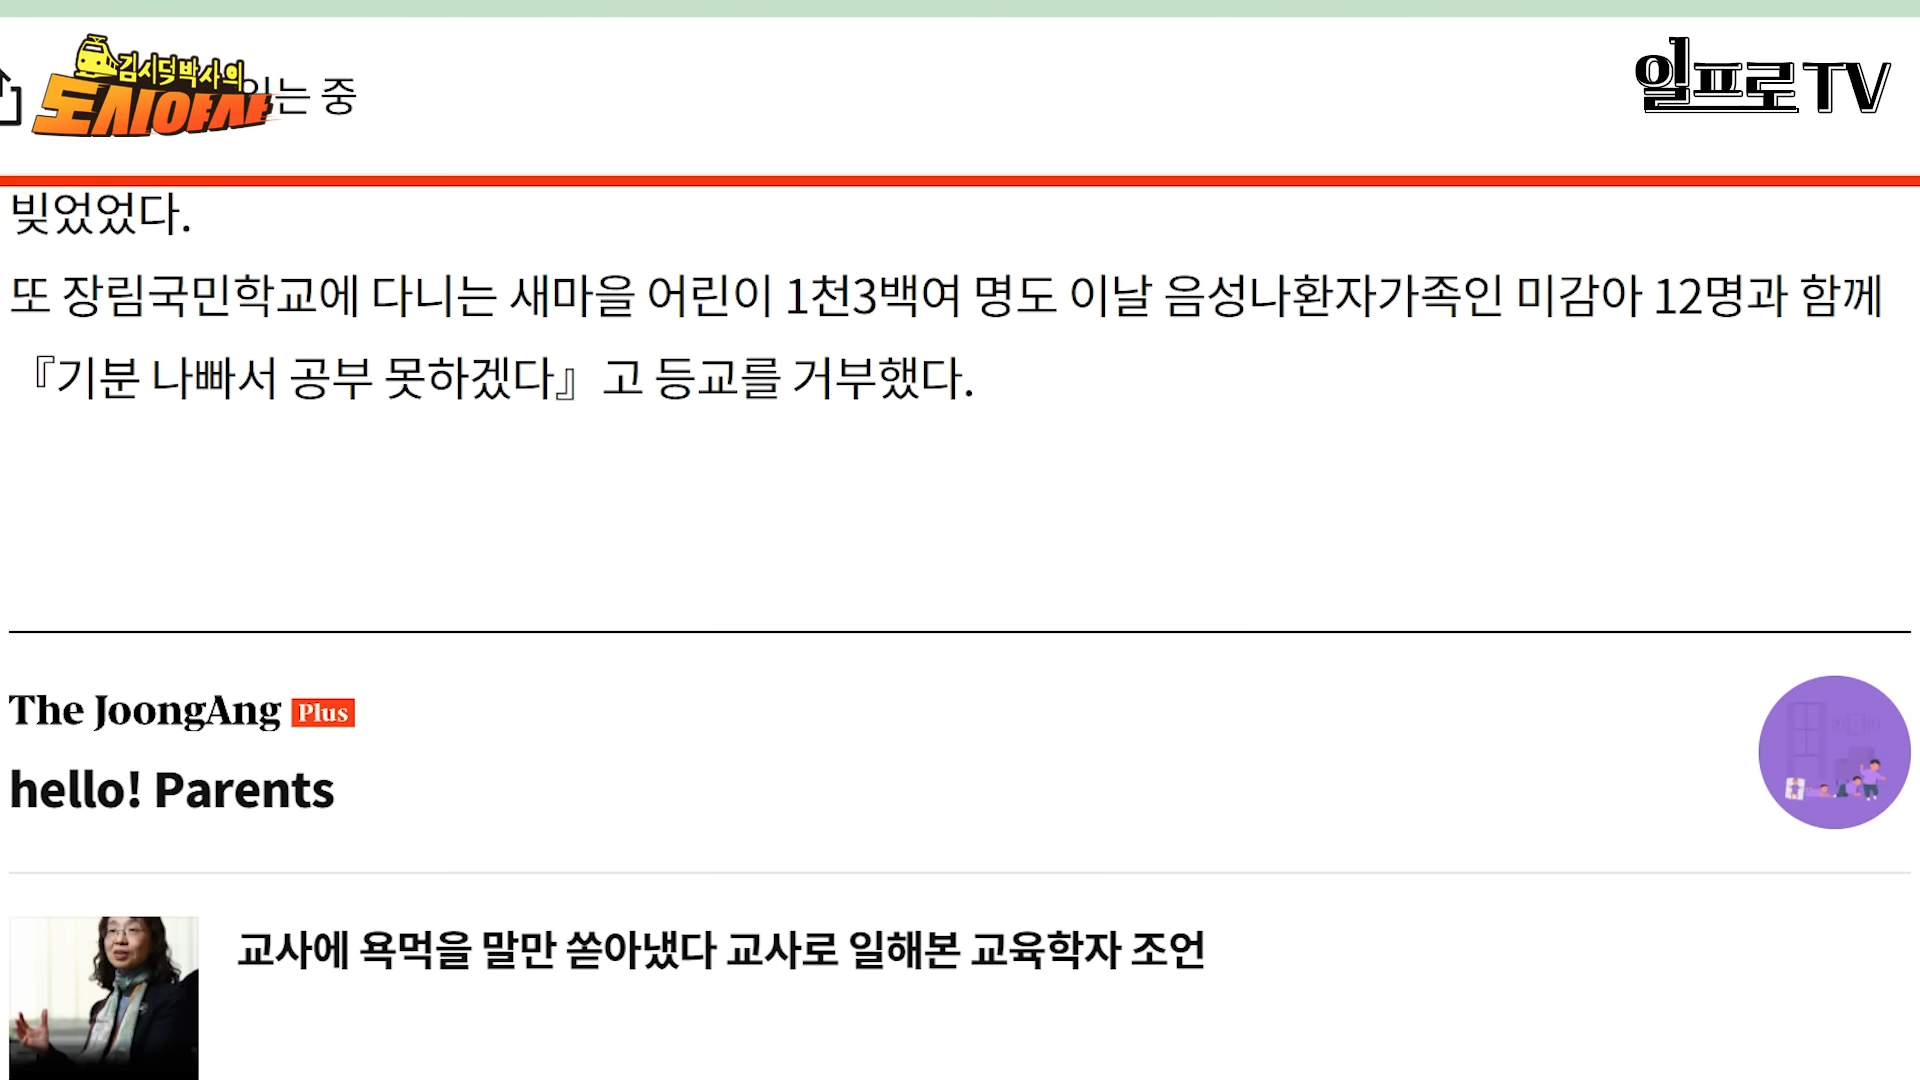 김시덕박사의
도시야사
있는 중
일프로TV
빚었었다.
또 장림국민학교에 다니는 새마을 어린이 1천3백여 명도 이날 음성나환자가족인 미감아 12명과 함께
『기분 나빠서 공부 못하겠다』고 등교를 거부했다.
The JoongAng Plus
hello! Parents
교사에 욕먹을 말만 쏟아냈다 교사로 일해본 교육학자 조언